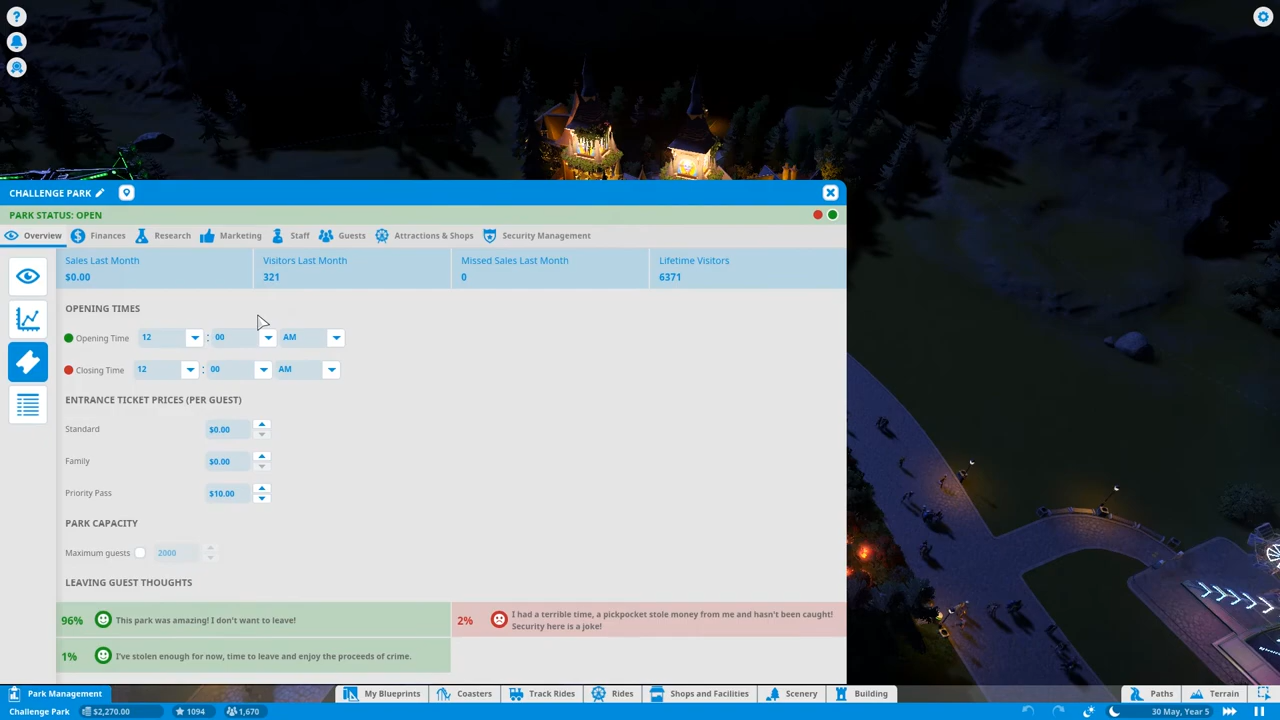 ?
CHALLENGE PARK
PARK STATUS: OPEN
Overview Finances Research Marketing Staff Guests Attractions & Shops Security Management
Sales Last Month Visitors Last Month Missed Sales Last Month Lifetime Visitors
$0.00 321 0 6371
OPENING TIMES
Opening Time 12 : 00 AM
Closing Time 12 : 00 AM
ENTRANCE TICKET PRICES (PER GUEST)
Standard $0.00
Family $0.00
Priority Pass $10.00
PARK CAPACITY
Maximum guests 2000
LEAVING GUEST THOUGHTS
96% This park was amazing! I don't want to leave!
2% I had a terrible time, a pickpocket stole money from me and hasn't been caught!
Security here is a joke!
1% I've stolen enough for now, time to leave and enjoy the proceeds of crime.
Park Management My Blueprints Coasters Track Rides Rides Shops and Facilities Scenery Building Paths Terrain
Challenge Park $2,270.00 1094 1,670 30 May, Year 5